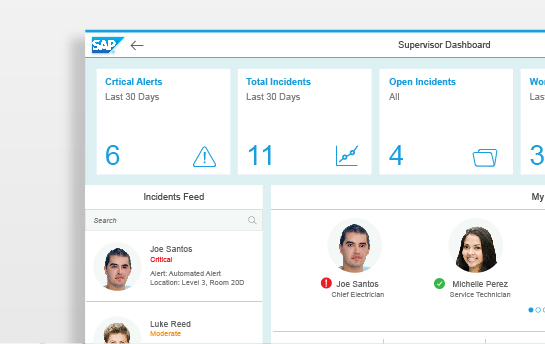 SAP
Supervisor Dashboard
Crtical Alerts
Last 30 Days
6
Total Incidents
Last 30 Days
11
Open Incidents
All
4
Wo
Las
3
Incidents Feed
Search
Joe Santos
Critical
Alert: Automated Alert
Location: Level 3, Room 20D
Luke Reed
Moderate
My
Joe Santos
Chief Electrician
Michelle Perez
Service Technician